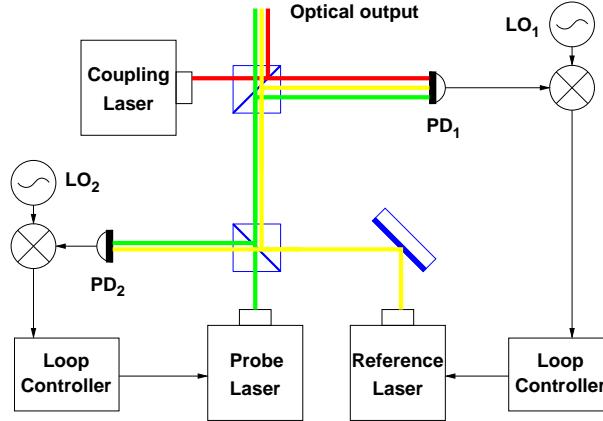 Optical output
LO1
Coupling
Laser
PD1
LO2
PD2
Loop
Controller
Probe
Laser
Reference
Laser
Loop
Controller